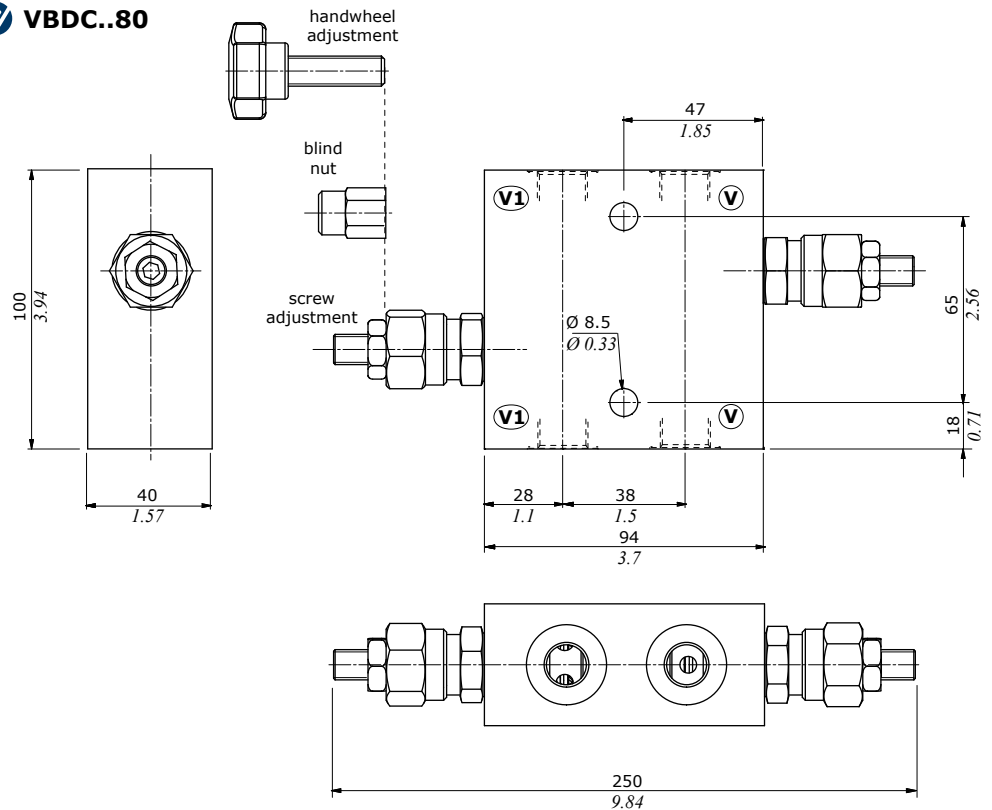 VBDC..80
handwheel
adjustment
47
1.85
blind
nut
V1
V
100
3.94
screw
adjustment
Ø 8.5
Ø 0.33
65
2.56
V1
V
18
0.71
40
1.57
28
1.1
38
1.5
94
3.7
250
9.84